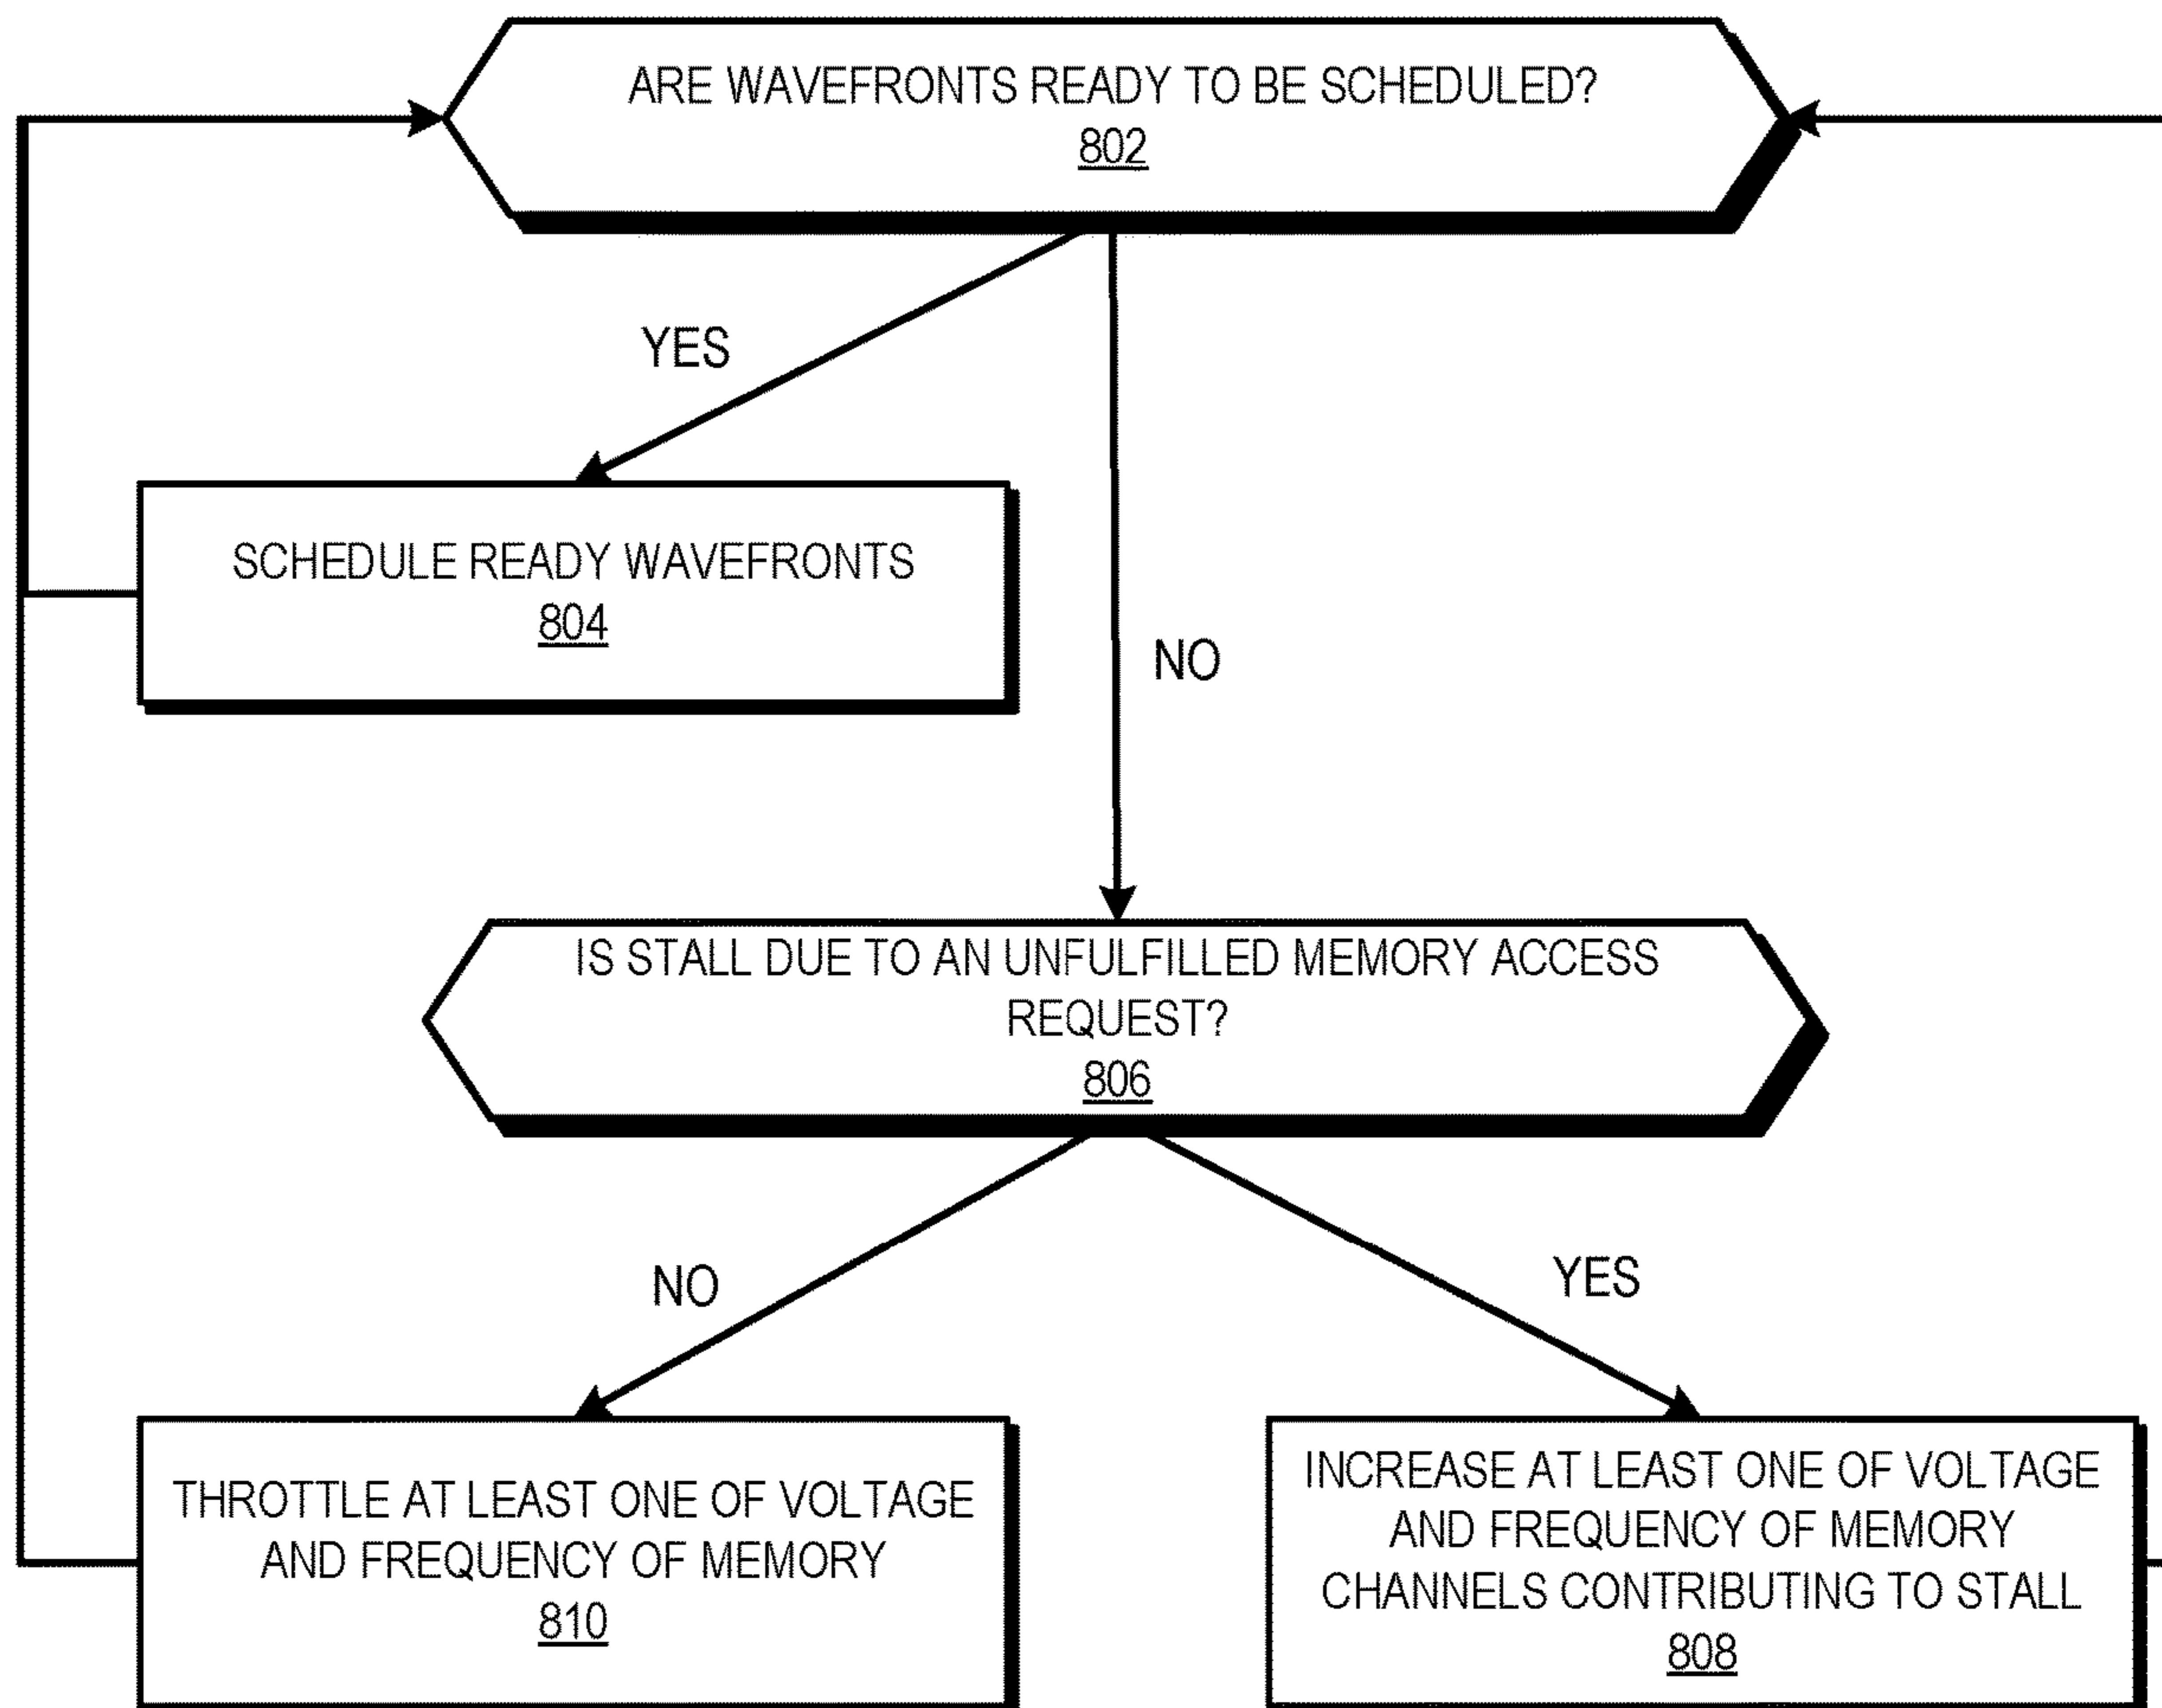 ARE WAVEFRONTS READY TO BE SCHEDULED?
802
YES
SCHEDULE READY WAVEFRONTS
804
NO
IS STALL DUE TO AN UNFULFILLED MEMORY ACCESS
REQUEST?
806
NO
YES
THROTTLE AT LEAST ONE OF VOLTAGE
AND FREQUENCY OF MEMORY
810
INCREASE AT LEAST ONE OF VOLTAGE
AND FREQUENCY OF MEMORY
CHANNELS CONTRIBUTING TO STALL
808